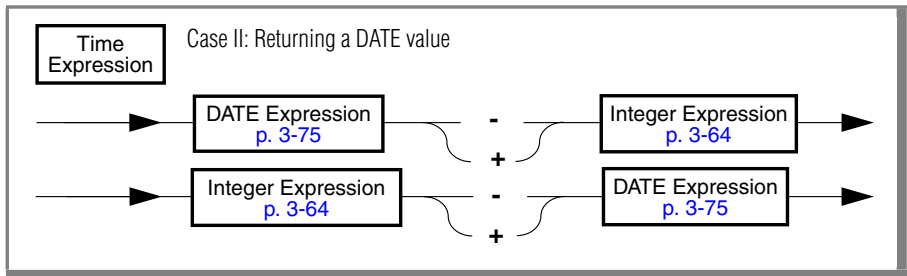 Time
Expression
Case II: Returning a DATE value
DATE Expression
p. 3-75
-
+
Integer Expression
p. 3-64
Integer Expression
p. 3-64
-
+
DATE Expression
p. 3-75